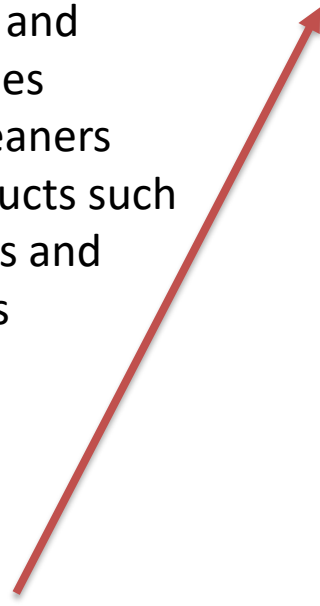 and
es
eaners
ucts such
s and
s